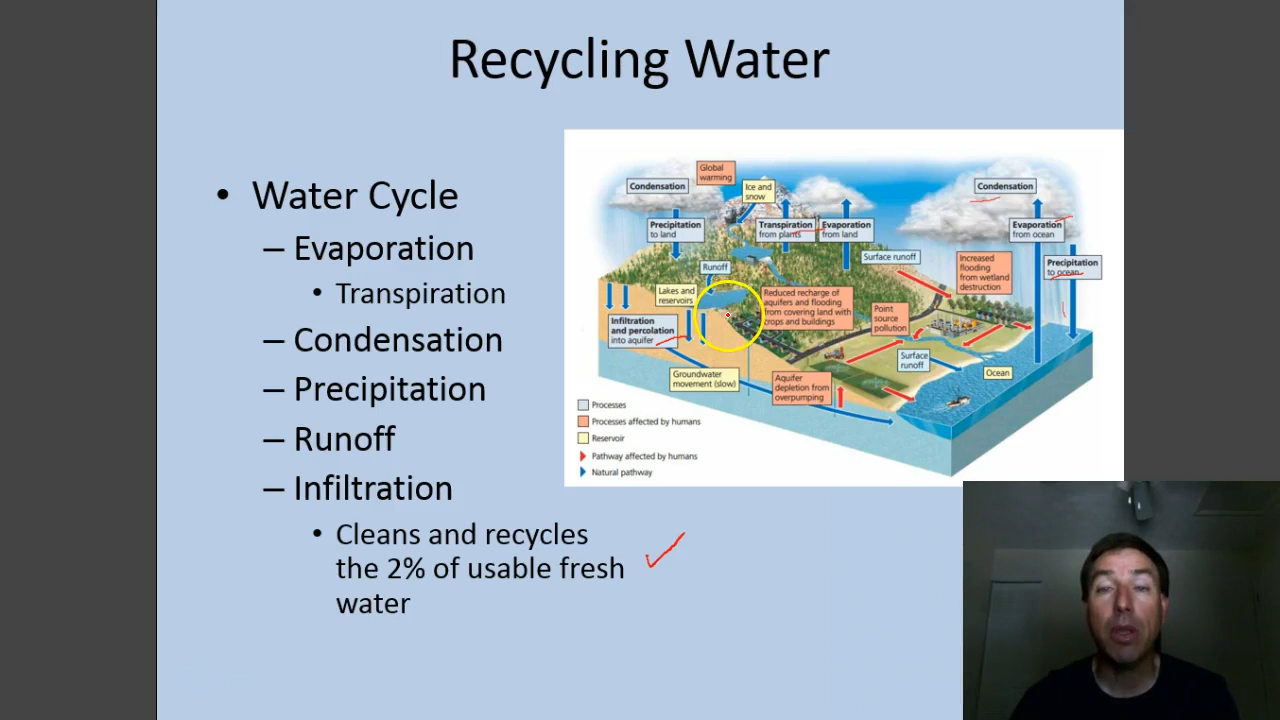 Recycling Water
• Water Cycle
– Evaporation
• Transpiration
– Condensation
– Precipitation
– Runoff
– Infiltration
• Cleans and recycles
the 2% of usable fresh
water
Global
warming
Condensation
Ice and
snow
Condensation
Precipitation
to land
Transpiration
from plants
Evaporation
from land
Evaporation
from ocean
Surface runoff
Increased
flooding
from wetland
destruction
Precipitation
to ocean
Runoff
Lakes and
reservoirs
Reduced recharge of
aquifers and flooding
from covering land with
crops and buildings
Point
source
pollution
Infiltration
and percolation
into aquifer
Surface
runoff
Ocean
Groundwater
movement (slow)
Aquifer
depletion from
overpumping
Processes
Processes affected by humans
Reservoir
Pathway affected by humans
Natural pathway